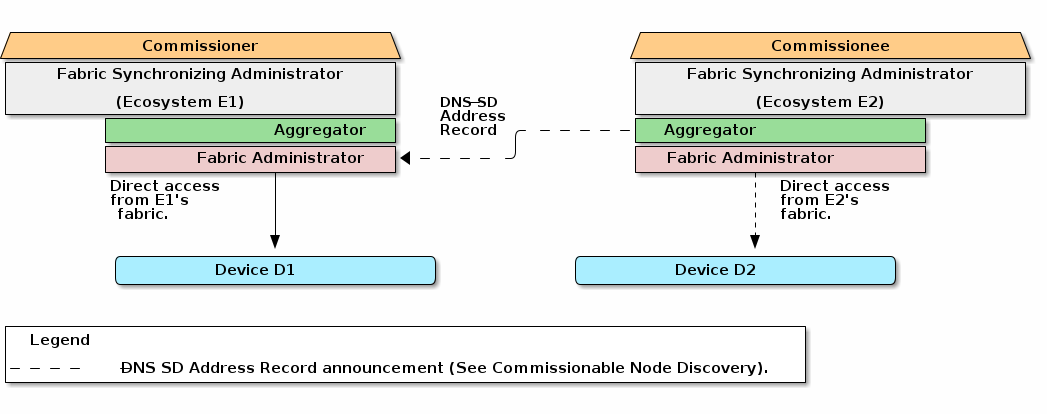 Commissioner
Commissionee
Fabric Synchronizing Administrator
(Ecosystem E1)
Fabric Synchronizing Administrator
(Ecosystem E2)
DNS-SD
Address
Record
Aggregator
Aggregator
Fabric Administrator
Fabric Administrator
Direct access
from E1's
fabric.
Direct access
from E2's
fabric.
Device D1
Device D2
Legend
DNS SD Address Record announcement (See Commissionable Node Discovery).